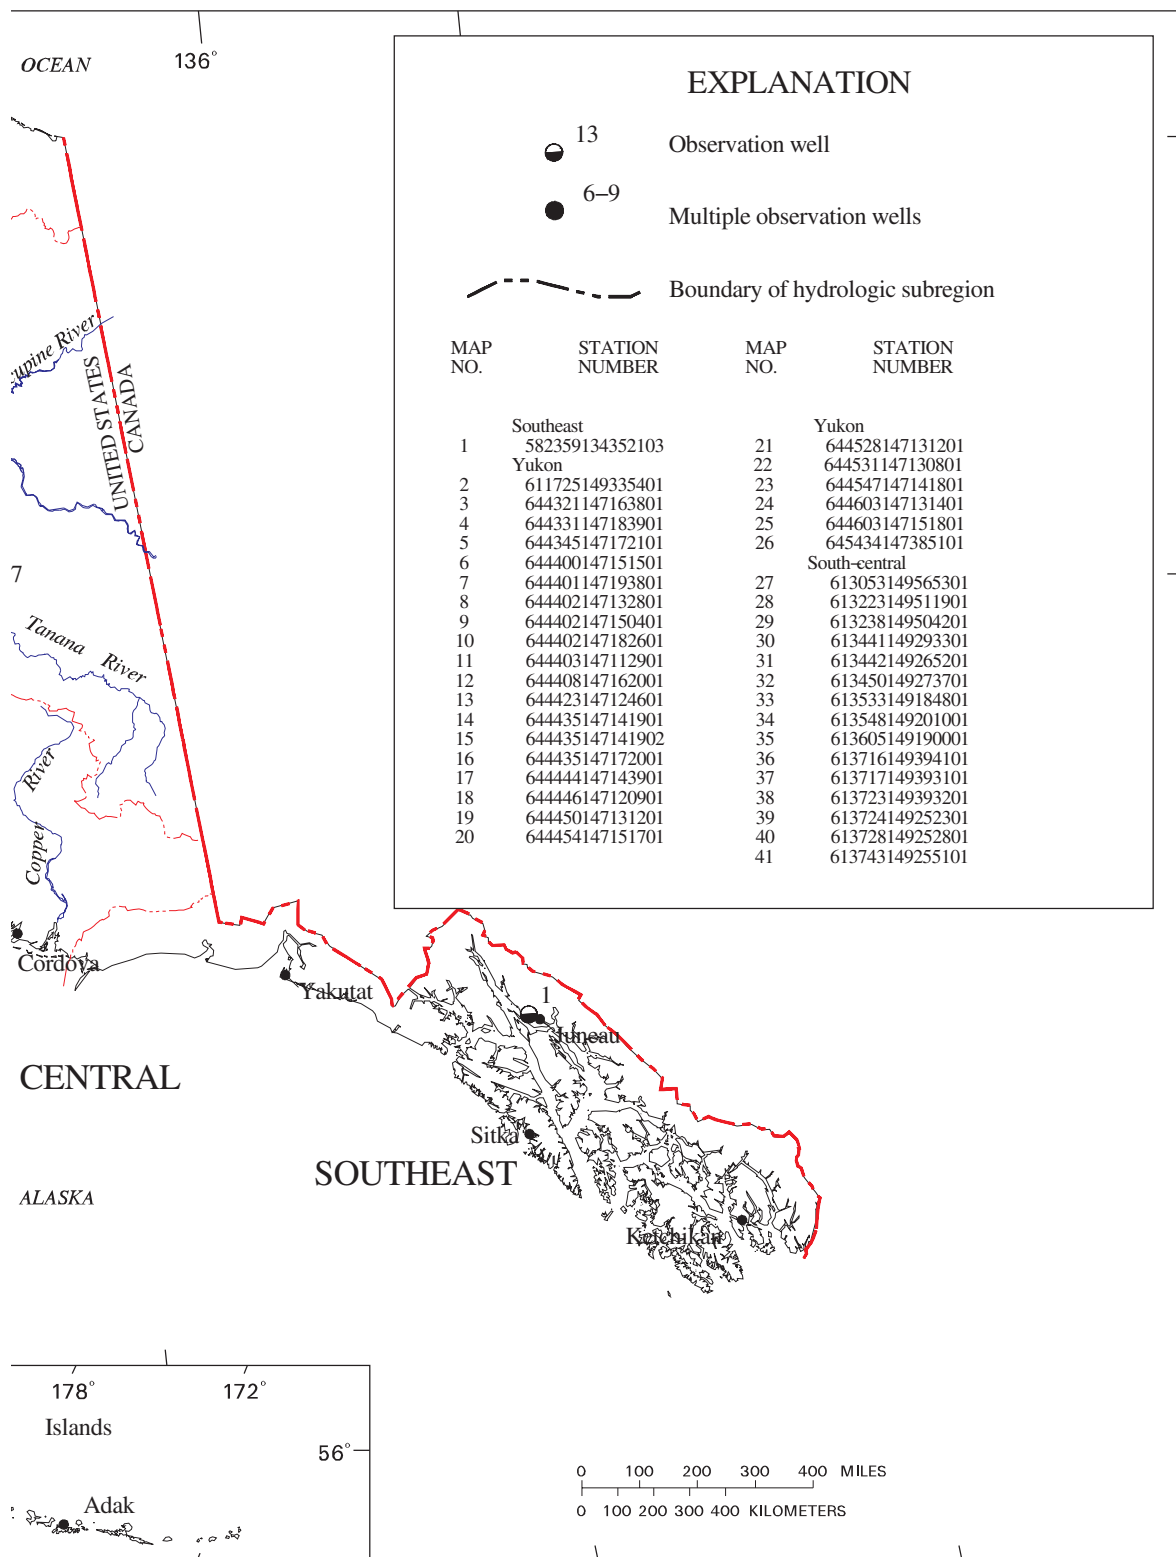 OCEAN
136°
EXPLANATION
13
Observation well
6–9
Multiple observation wells
Boundary of hydrologic subregion
MAP NO. STATION NUMBER MAP NO. STATION NUMBER
Southeast
1 582359134352103
Yukon
2 611725149335401
3 644321147163801
4 644331147183901
5 644345147172101
6 644400147151501
7 644401147193801
8 644402147132801
9 644402147150401
10 644402147182601
11 644403147112901
12 644408147162001
13 644423147124601
14 644435147141901
15 644435147141902
16 644435147172001
17 644444147143901
18 644446147120901
19 644450147131201
20 644454147151701
Yukon
21 644528147131201
22 644531147130801
23 644547147141801
24 644603147131401
25 644603147151801
26 645434147385101
South-central
27 613053149565301
28 613223149511901
29 613238149504201
30 613441149293301
31 613442149265201
32 613450149273701
33 613533149184801
34 613548149201001
35 613605149190001
36 613716149394101
37 613717149393101
38 613723149393201
39 613724149252301
40 613728149252801
41 613743149255101
upine River
UNITED STATES
CANADA
7
Tanana River
Copper River
Cordova
Yakutat
1
Juneau
CENTRAL
Sitka
SOUTHEAST
ALASKA
Ketchikan
178° 172°
Islands
56°
Adak
0 100 200 300 400 MILES
0 100 200 300 400 KILOMETERS